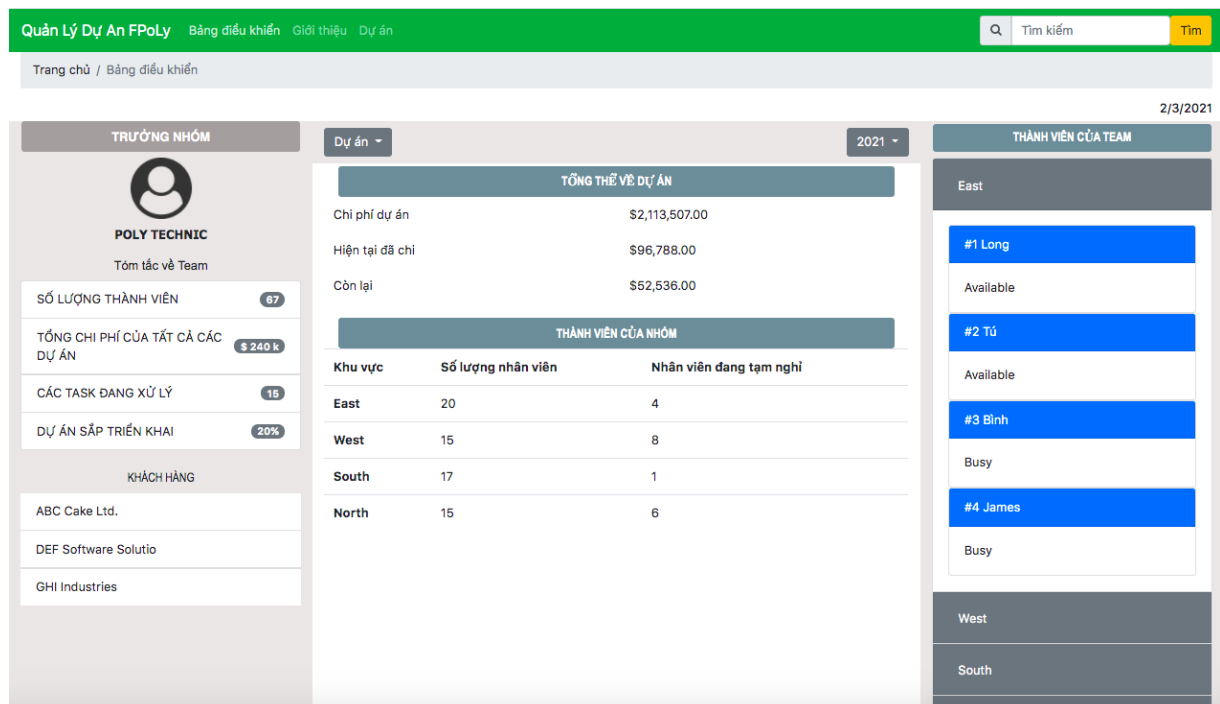 Quản Lý Dự An FPoLy Bảng điều khiển Giới thiệu Dự án Tìm kiếm Tìm
Trang chủ / Bảng điều khiển
2/3/2021
TRƯỞNG NHÓM
POLY TECHNIC
Tóm tắc về Team
SỐ LƯỢNG THÀNH VIÊN 67
TỔNG CHI PHÍ CỦA TẤT CẢ CÁC
DỰ ÁN $ 240 k
CÁC TASK ĐANG XỬ LÝ 15
DỰ ÁN SẮP TRIỂN KHAI 20%
KHÁCH HÀNG
ABC Cake Ltd.
DEF Software Solutio
GHI Industries
Dự án 2021
TỔNG THỂ VỀ DỰ ÁN
Chi phí dự án $2,113,507.00
Hiện tại đã chi $96,788.00
Còn lại $52,536.00
THÀNH VIÊN CỦA NHÓM
Khu vực Số lượng nhân viên Nhân viên đang tạm nghỉ
East 20 4
West 15 8
South 17 1
North 15 6
THÀNH VIÊN CỦA TEAM
East
#1 Long
Available
#2 Tú
Available
#3 Bình
Busy
#4 James
Busy
West
South